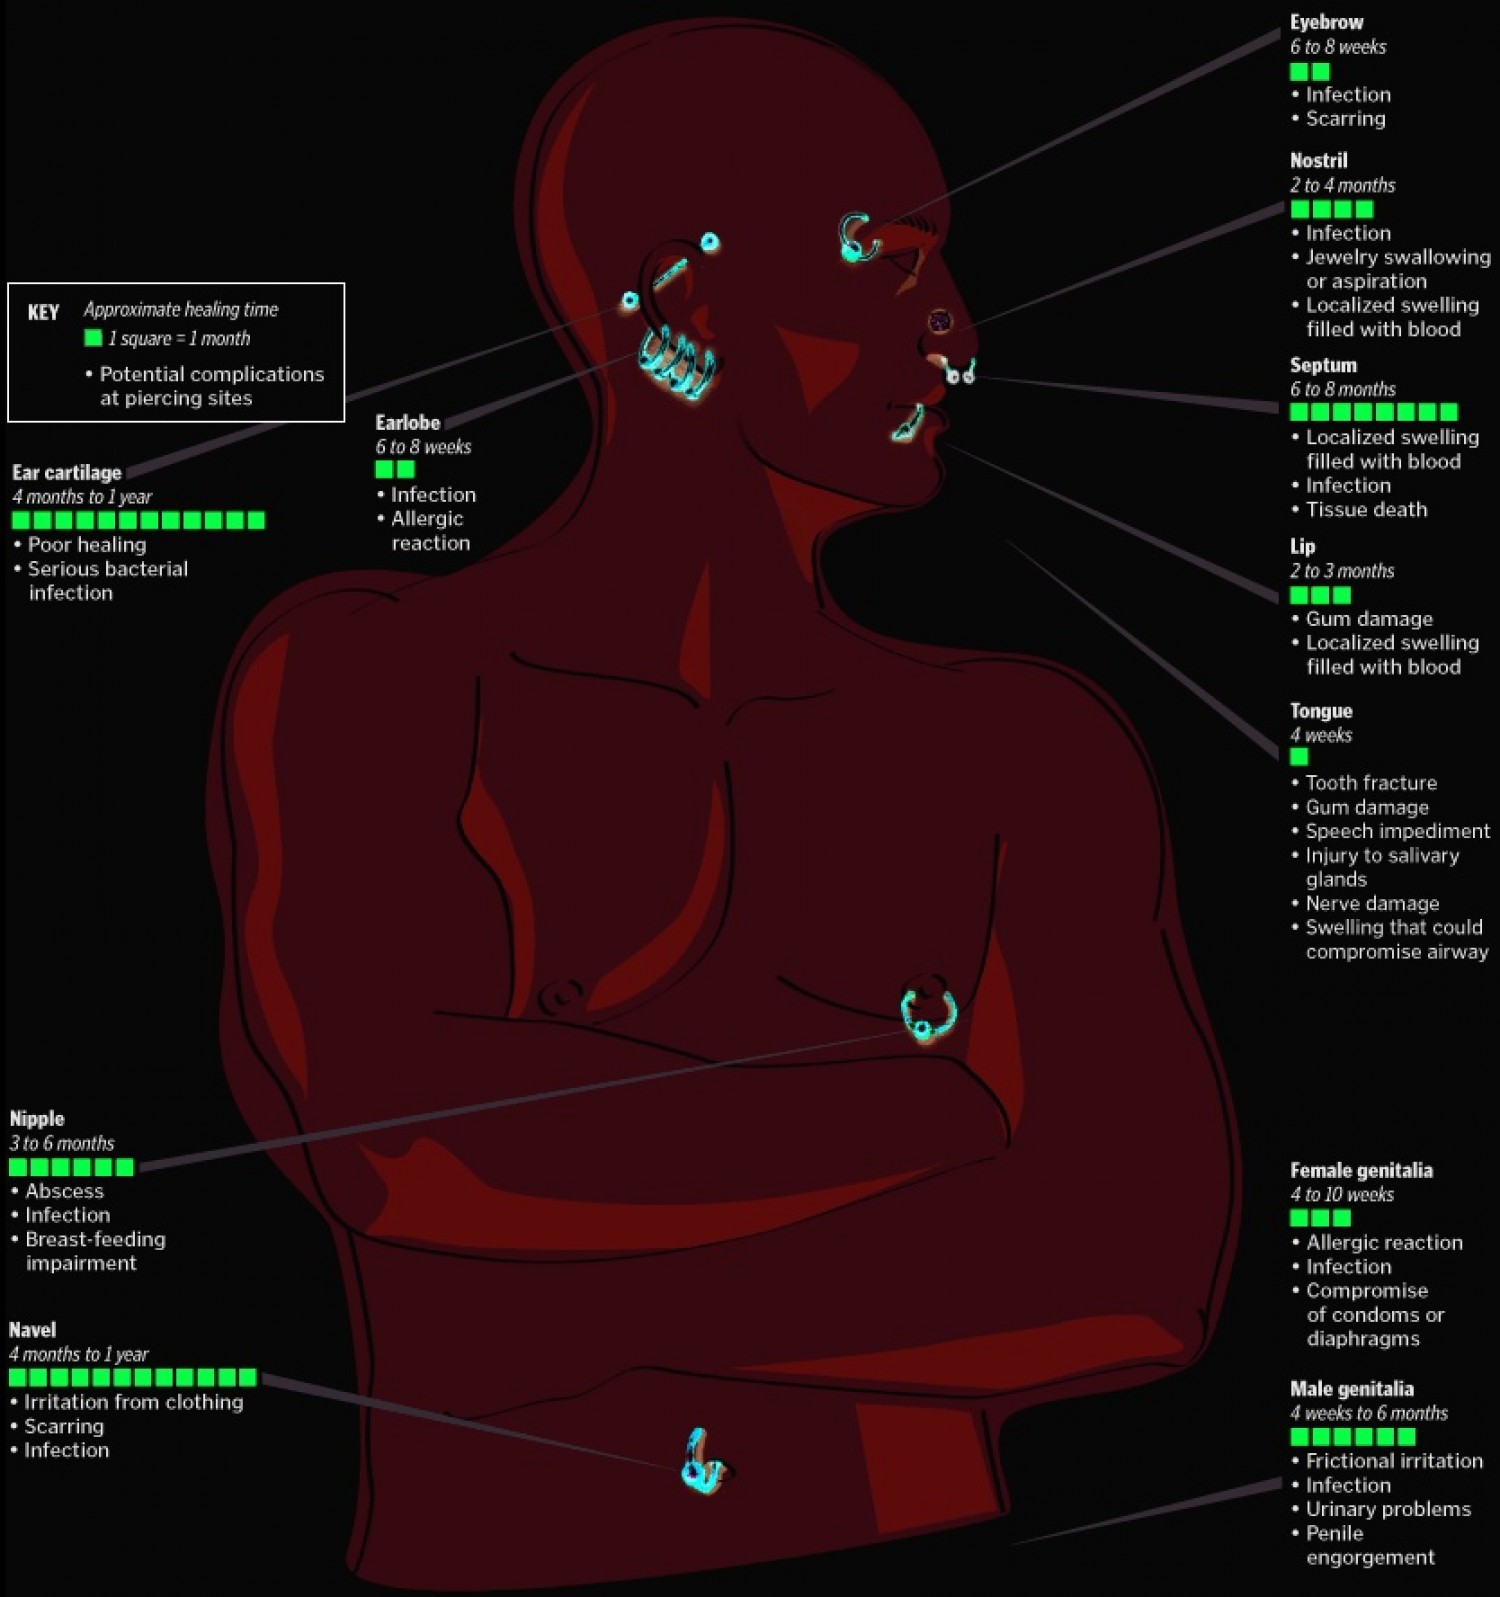 KEY
Approximate healing time
1 square = 1 month
• Potential complications
at piercing sites
Ear cartilage
4 months to 1 year
• Poor healing
• Serious bacterial
infection
Earlobe
6 to 8 weeks
• Infection
• Allergic
reaction
Nipple
3 to 6 months
• Abscess
• Infection
• Breast-feeding
impairment
Navel
4 months to 1 year
• Irritation from clothing
• Scarring
• Infection
Eyebrow
6 to 8 weeks
• Infection
• Scarring
Nostril
2 to 4 months
• Infection
• Jewelry swallowing
or aspiration
• Localized swelling
filled with blood
Septum
6 to 8 months
• Localized swelling
filled with blood
• Infection
• Tissue death
Lip
2 to 3 months
• Gum damage
• Localized swelling
filled with blood
Tongue
4 weeks
• Tooth fracture
• Gum damage
• Speech impediment
• Injury to salivary
glands
• Nerve damage
• Swelling that could
compromise airway
Female genitalia
4 to 10 weeks
• Allergic reaction
• Infection
• Compromise
of condoms or
diaphragms
Male genitalia
4 weeks to 6 months
• Frictional irritation
• Infection
• Urinary problems
• Penile
engorgement